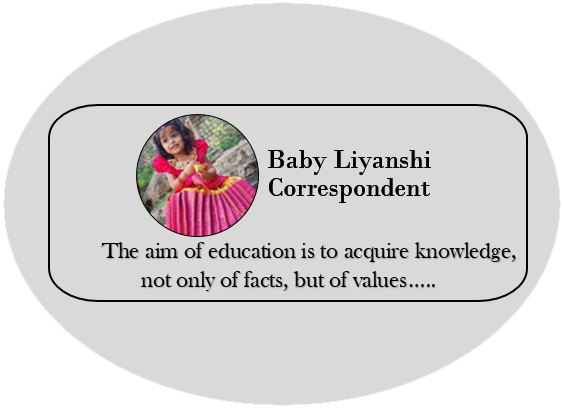 Baby Liyanshi
Correspondent
The aim of education is to acquire knowledge,
not only of facts, but of values.....